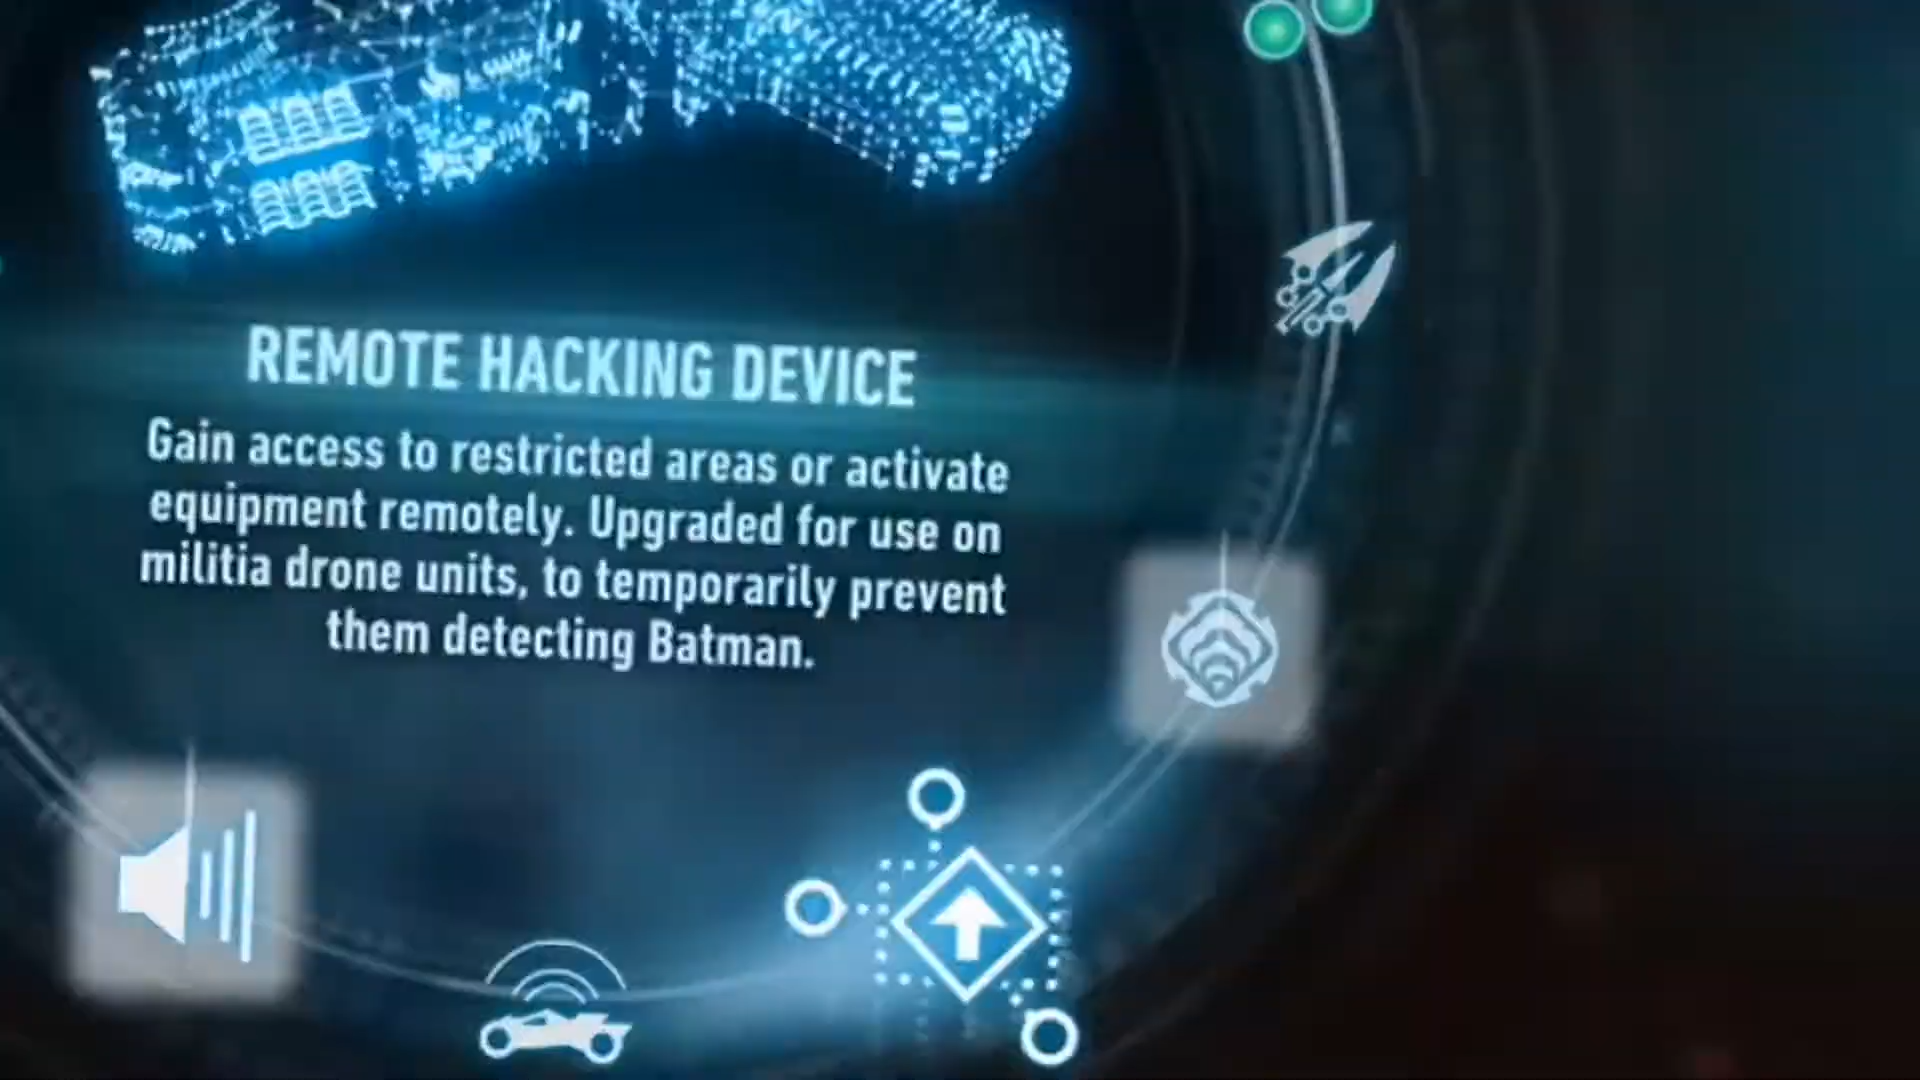 REMOTE HACKING DEVICE
Gain access to restricted areas or activate
equipment remotely. Upgraded for use on
militia drone units, to temporarily prevent
them detecting Batman.